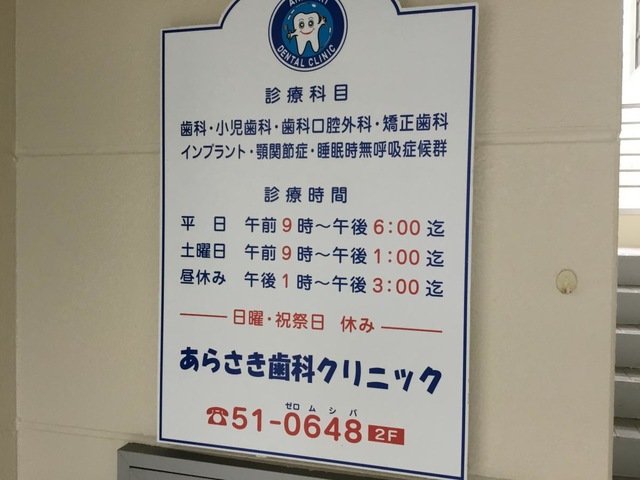 DENTAL CLINIC
診療科目
歯科・小児歯科・歯科口腔外科・矯正歯科
インプラント・顎関節症・睡眠時無呼吸症候群
診療時間
平 日 午前9時～午後6:00迄
土曜日 午前9時～午後1:00迄
昼休み 午後1時～午後3:00迄
日曜・祝祭日 休み
あらさき歯科クリニック
ゼロ ム シ バ
☎51-0648 2F